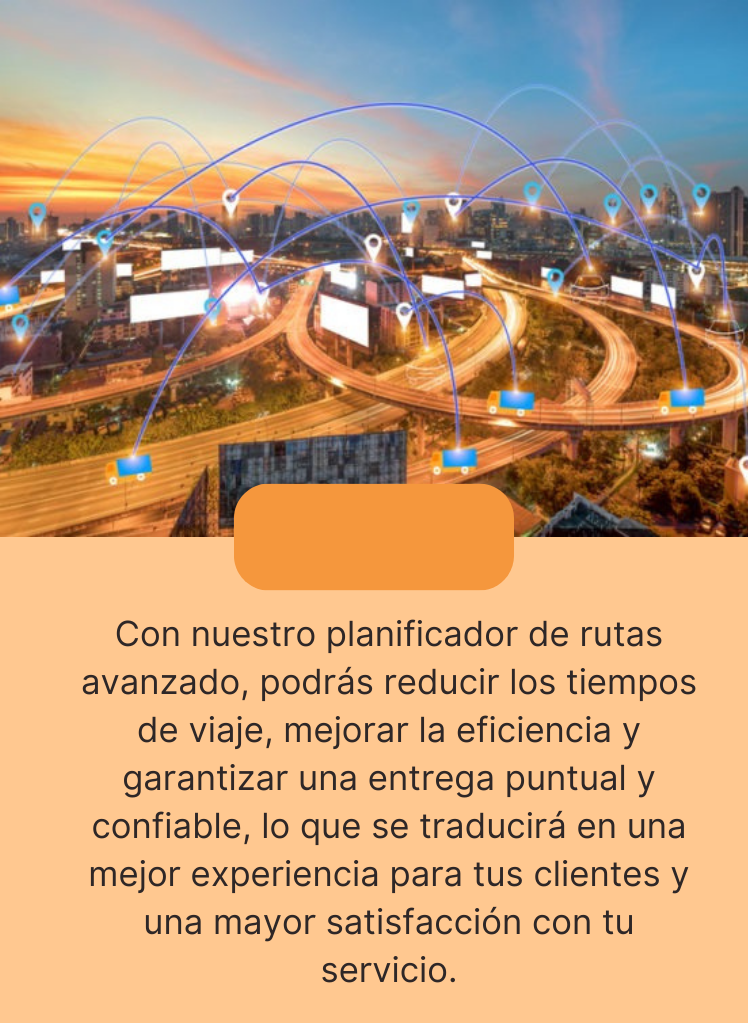 Con nuestro planificador de rutas
avanzado, podrás reducir los tiempos
de viaje, mejorar la eficiencia y
garantizar una entrega puntual y
confiable, lo que se traducirá en una
mejor experiencia para tus clientes y
una mayor satisfacción con tu
servicio.